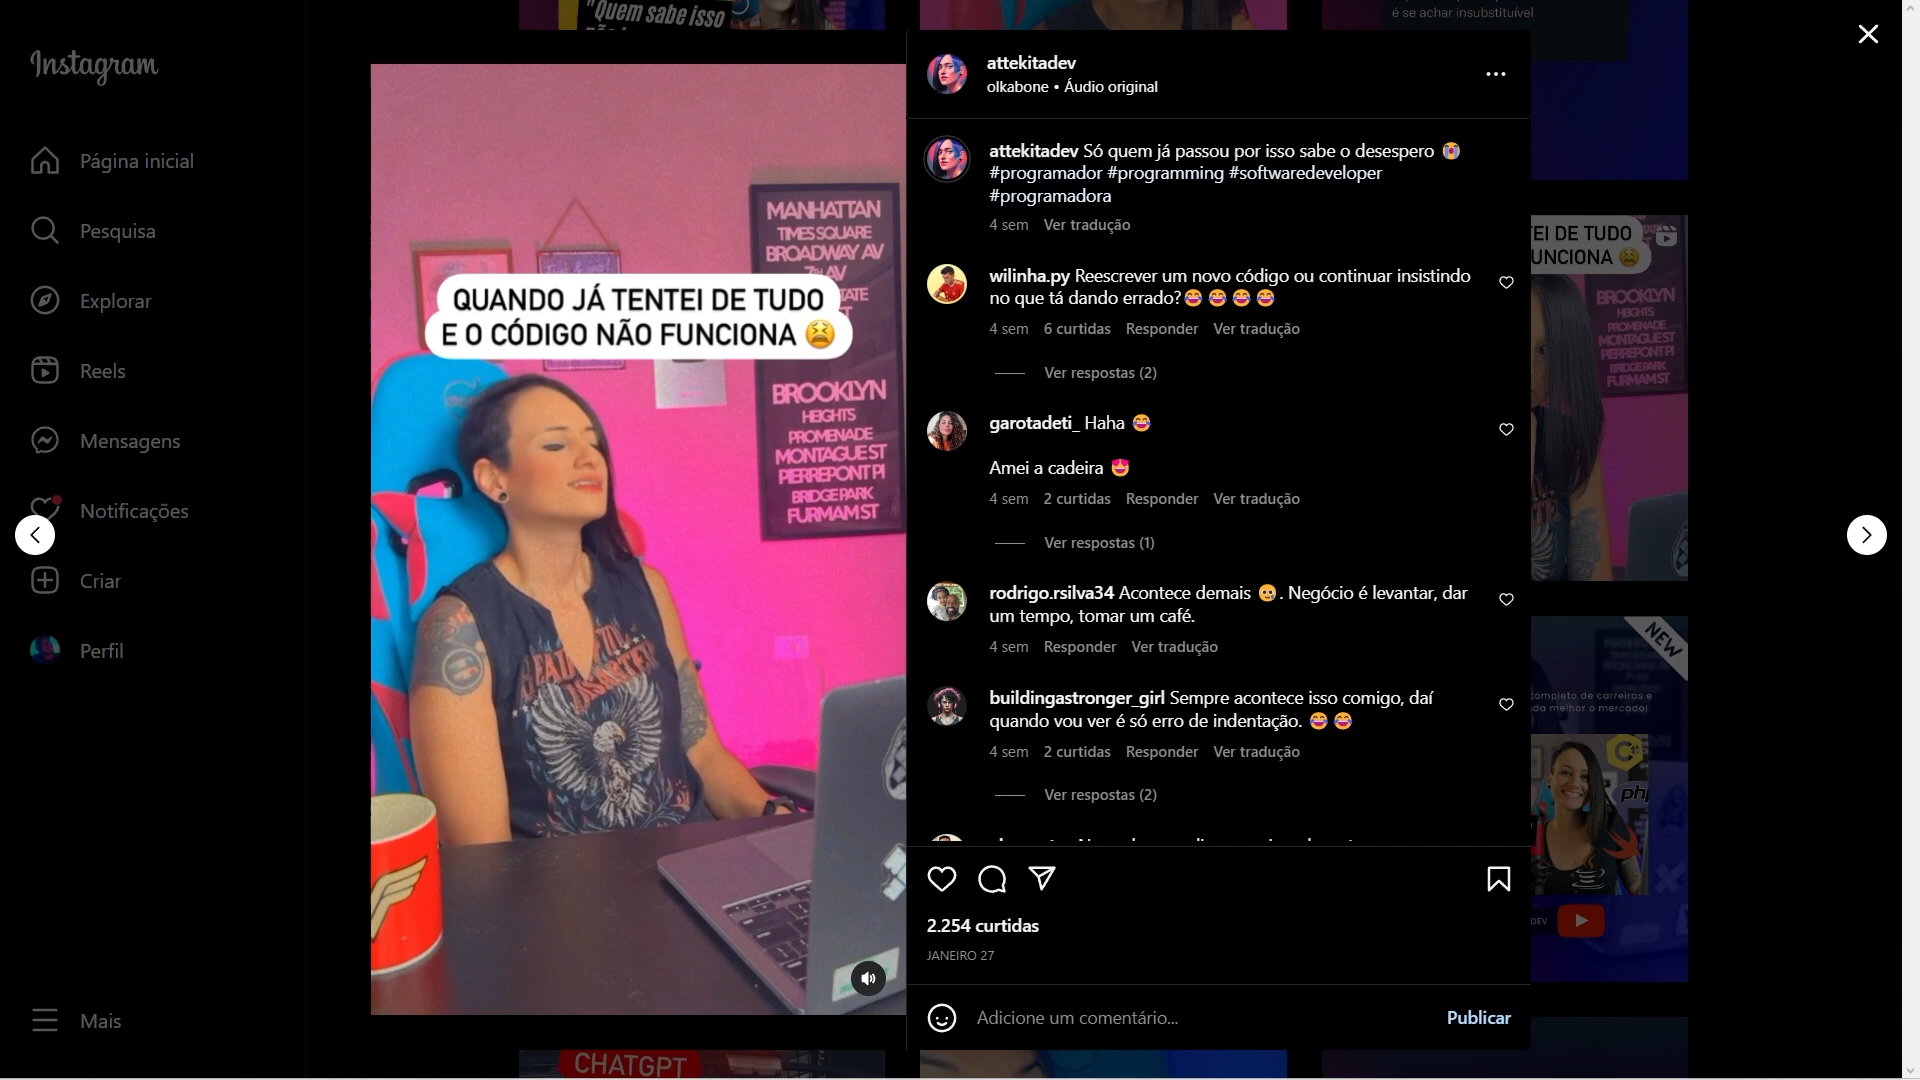 "Quem sabe isso
é se achar insubstituível
Instagram
Página inicial
Pesquisa
Explorar
Reels
Mensagens
Notificações
Criar
Perfil
Mais
MANHATTAN
TIMES SQUARE
BROADWAY AV
7TH AV
QUANDO JÁ TENTEI DE TUDO
E O CÓDIGO NÃO FUNCIONA 😫
BROOKLYN
HEIGHTS
PROMENADE
MONTAGUE ST
PIERREPONT PI
BRIDGE PARK
FURMAM ST
attekitadev
olkabone • Áudio original
attekitadev Só quem já passou por isso sabe o desespero 😭
#programador #programming #softwaredeveloper
#programadora
4 sem Ver tradução
wilinha.py Reescrever um novo código ou continuar insistindo
no que tá dando errado?😂😂😂😂
4 sem 6 curtidas Responder Ver tradução
Ver respostas (2)
garotadeti_ Haha 😂
Amei a cadeira 😍
4 sem 2 curtidas Responder Ver tradução
Ver respostas (1)
rodrigo.rsilva34 Acontece demais 🥲. Negócio é levantar, dar
um tempo, tomar um café.
4 sem Responder Ver tradução
buildingastronger_girl Sempre acontece isso comigo, daí
quando vou ver é só erro de indentação. 😂😂
4 sem 2 curtidas Responder Ver tradução
Ver respostas (2)
2.254 curtidas
JANEIRO 27
Adicione um comentário...
Publicar
EI DE TUDO
UNCIONA 😫
BROOKLYN
HEIGHTS
PROMENADE
MONTAGUE ST
PIERREPONT PI
BRIDGE PARK
FURMAM ST
NEW
completo de carreiras e
da melhor o mercado!
php
DEV
CHATGPT